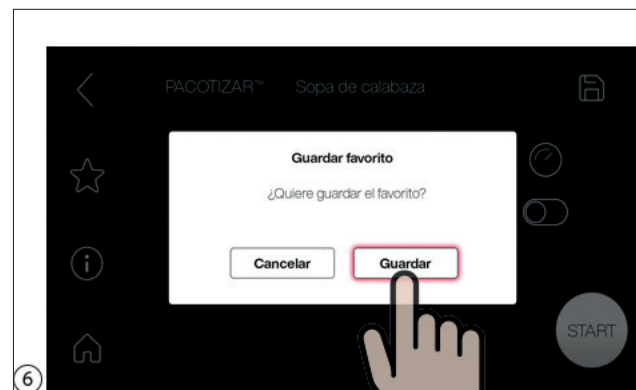 PACOTIZAR™ Sopa de calabaza
Guardar favorito
¿Quiere guardar el favorito?
Cancelar Guardar
START
6